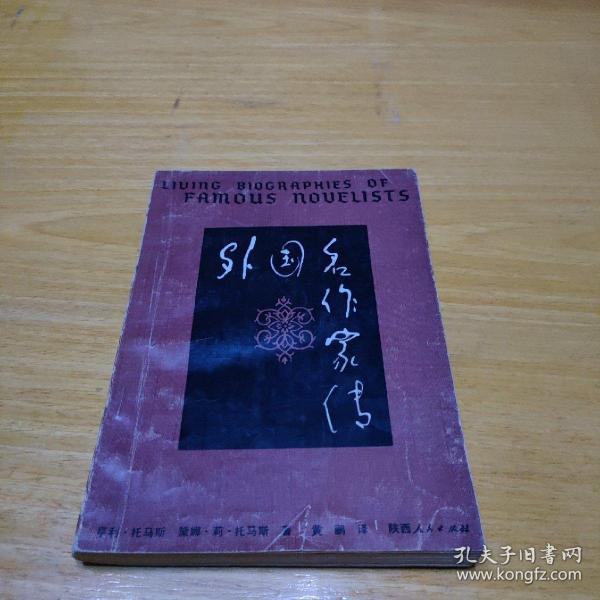 LIVING BIOGRAPHIES OF
FAMOUS NOVELISTS
外国名作家传
亨利·托马斯 黛娜·莉·托马斯 著 黄鹂 译 陕西人民出版社
孔夫子旧书网
www.kongfz.com